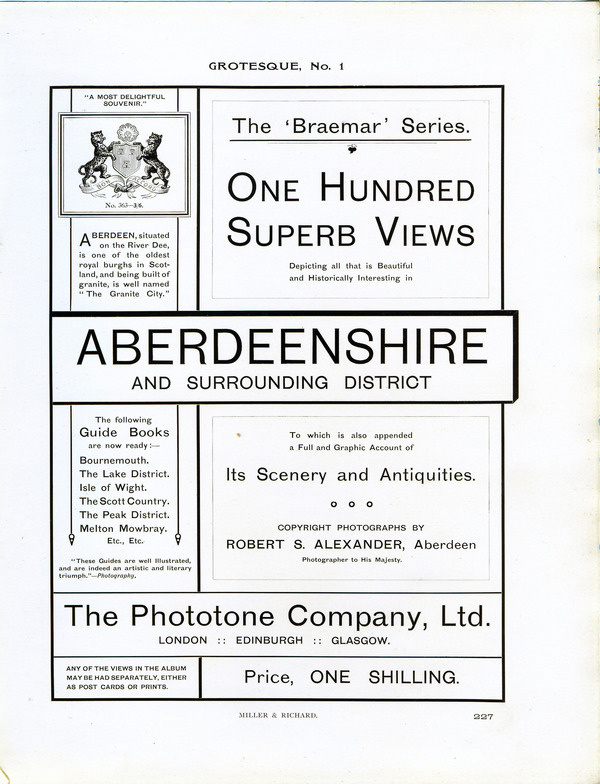 GROTESQUE, No. 1
"A MOST DELIGHTFUL
SOUVENIR."
BON ACCORD
No. 363—3/6.
ABERDEEN, situated
on the River Dee,
is one of the oldest
royal burghs in Scot-
land, and being built of
granite, is well named
"The Granite City."
The 'Braemar' Series.
ONE HUNDRED
SUPERB VIEWS
Depicting all that is Beautiful
and Historically Interesting in
ABERDEENSHIRE
AND SURROUNDING DISTRICT
The following
Guide Books
are now ready:—
Bournemouth.
The Lake District.
Isle of Wight.
The Scott Country.
The Peak District.
Melton Mowbray.
Etc., Etc.
"These Guides are well Illustrated,
and are indeed an artistic and literary
triumph."—Photography.
To which is also appended
a Full and Graphic Account of
Its Scenery and Antiquities.
o o o
COPYRIGHT PHOTOGRAPHS BY
ROBERT S. ALEXANDER, Aberdeen
Photographer to His Majesty.
The Phototone Company, Ltd.
LONDON :: EDINBURGH :: GLASGOW.
ANY OF THE VIEWS IN THE ALBUM
MAY BE HAD SEPARATELY, EITHER
AS POST CARDS OR PRINTS.
Price, ONE SHILLING.
MILLER & RICHARD.
227